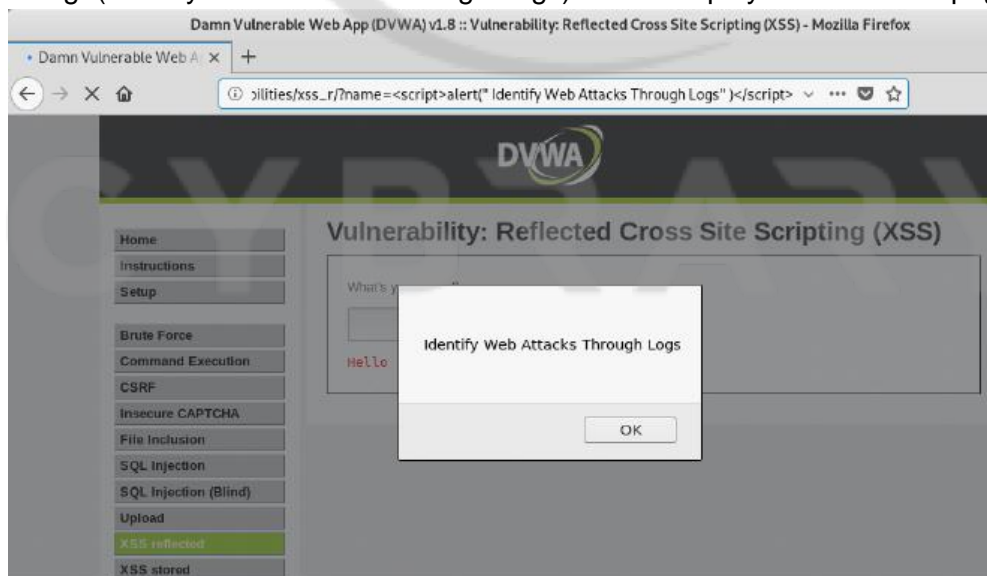 Damn Vulnerable Web App (DVWA) v1.8 :: Vulnerability: Reflected Cross Site Scripting (XSS) - Mozilla Firefox
Damn Vulnerable Web A
ilities/xss_r/?name=<script>alert(" Identify Web Attacks Through Logs" )</script>
DVWA
CYBRARY
Vulnerability: Reflected Cross Site Scripting (XSS)
Home
Instructions
Setup
What's y
Identify Web Attacks Through Logs
Brute Force
Command Execution
Hello
CSRF
OK
Insecure CAPTCHA
File Inclusion
SQL Injection
SQL Injection (Blind)
Upload
XSS reflected
XSS stored